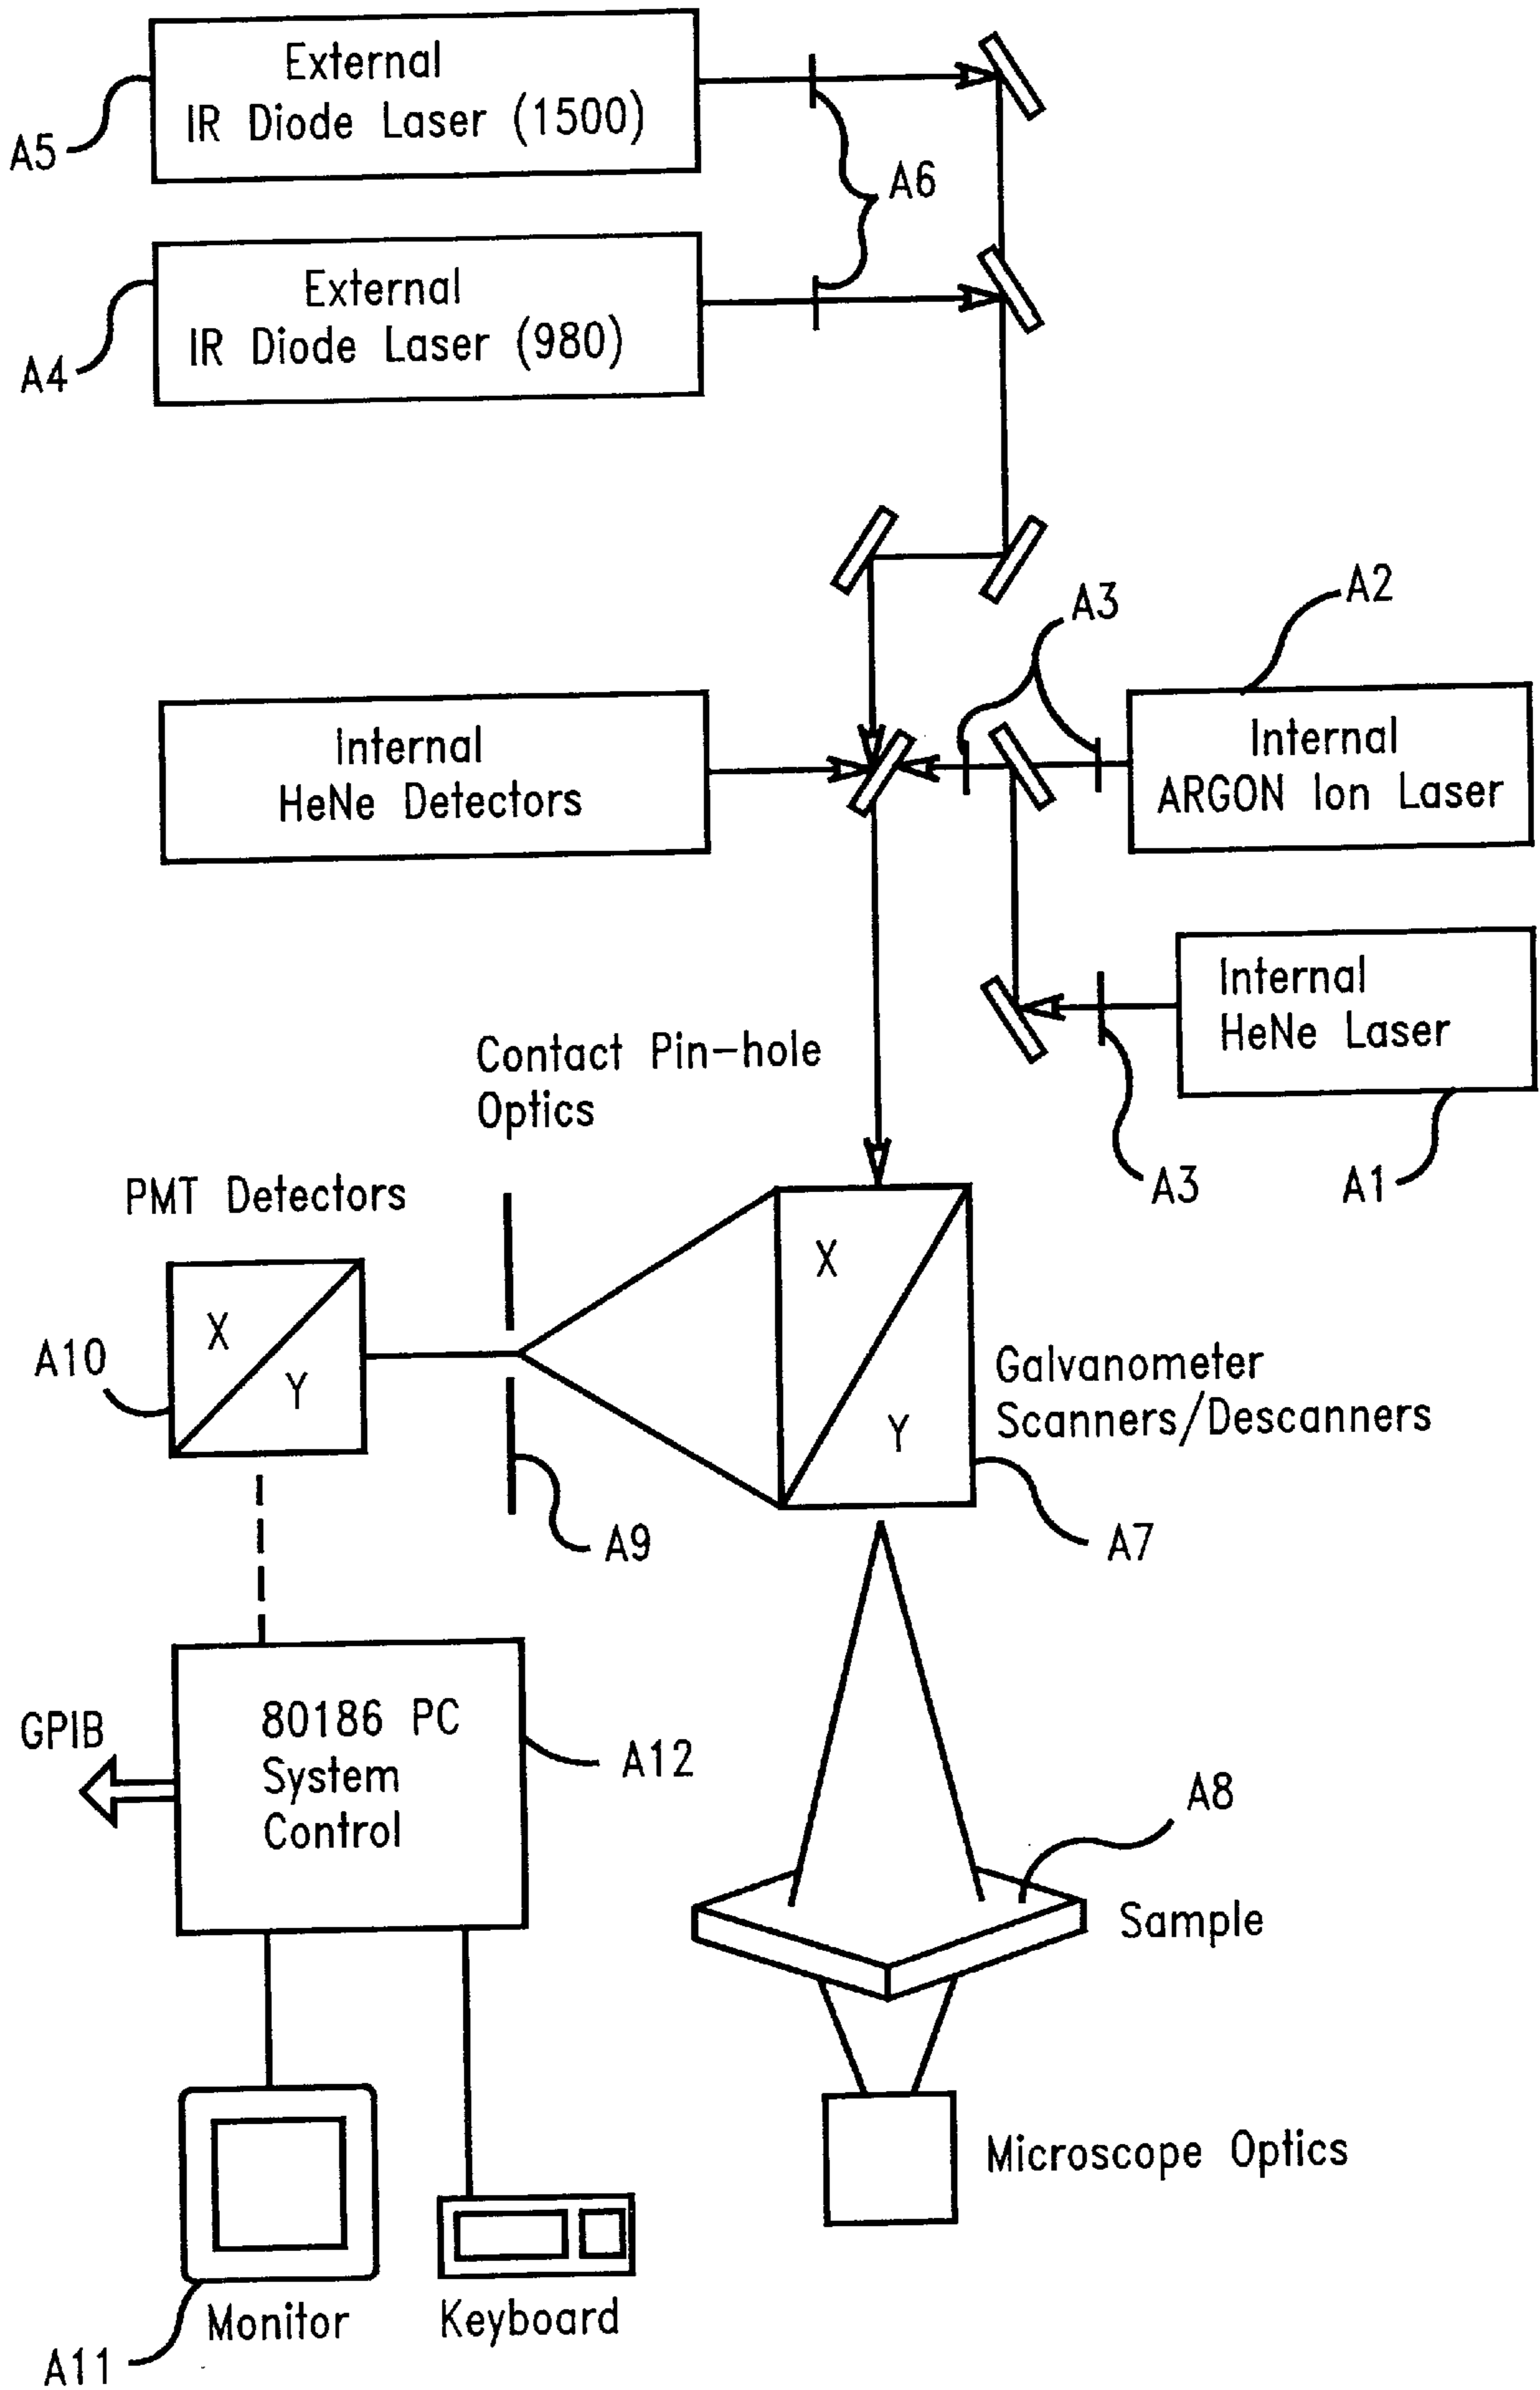 External
IR Diode Laser (1500)
A5
A6
External
IR Diode Laser (980)
A4
A3
A2
Internal
HeNe Detectors
Internal
ARGON Ion Laser
Internal
HeNe Laser
A3
A1
Contact Pin-hole
Optics
PMT Detectors
X
Y
A10
X
Y
Galvanometer
Scanners/Descanners
A9
A7
GPIB
80186 PC
System
Control
A12
A8
Sample
Microscope Optics
Monitor
Keyboard
A11